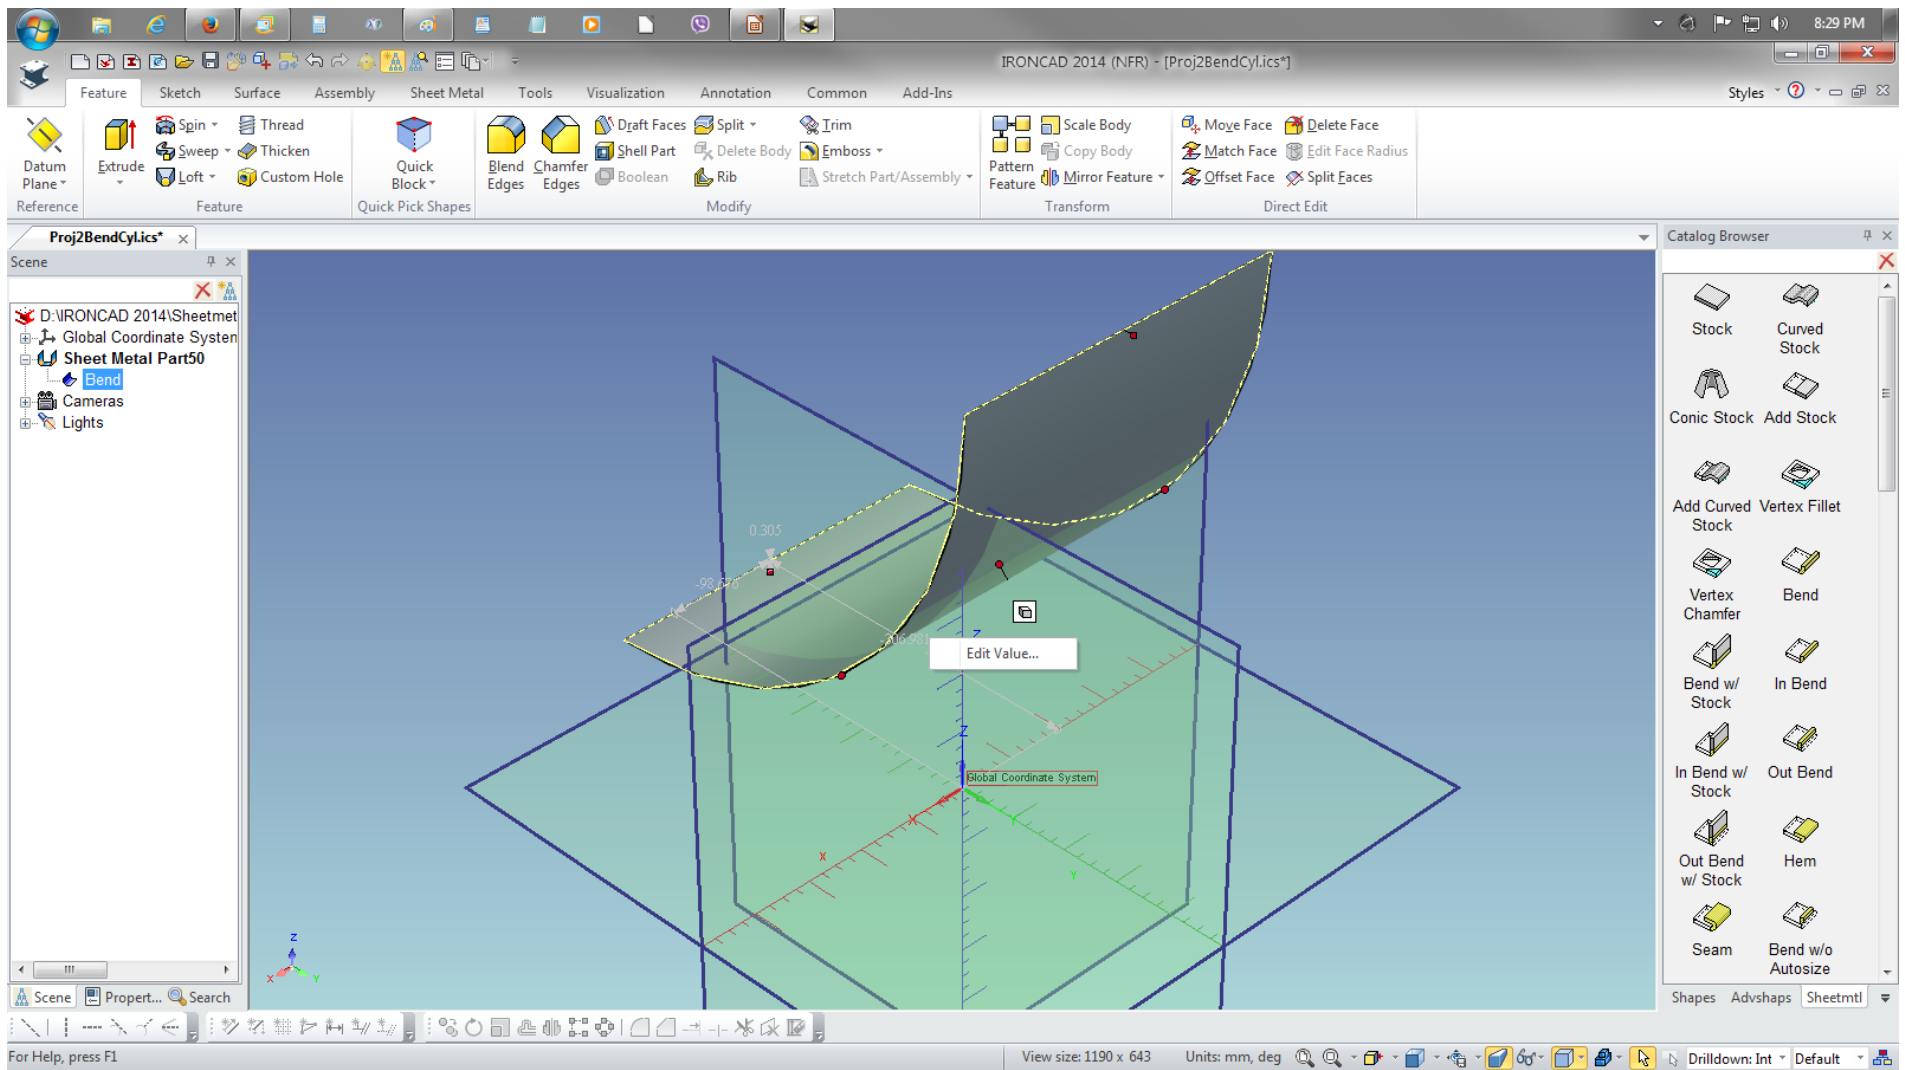 8:29 PM
IRONCAD 2014 (NFR) - [Proj2BendCyl.ics*]
Feature Sketch Surface Assembly Sheet Metal Tools Visualization Annotation Common Add-Ins Styles
Datum Plane
Reference
Extrude
Spin
Sweep
Loft
Thread
Thicken
Custom Hole
Feature
Quick Block
Quick Pick Shapes
Blend Edges
Chamfer Edges
Draft Faces
Shell Part
Boolean
Split
Delete Body
Rib
Trim
Emboss
Stretch Part/Assembly
Modify
Pattern Feature
Scale Body
Copy Body
Mirror Feature
Transform
Move Face
Match Face
Offset Face
Delete Face
Edit Face Radius
Split Faces
Direct Edit
Proj2BendCyl.ics*
Scene
D:\IRONCAD 2014\Sheetmet
Global Coordinate System
Sheet Metal Part50
Bend
Cameras
Lights
Scene Propert... Search
0.305
-98.676
-206.981
Edit Value...
Z
Z
Global Coordinate System
X
Y
X
Y
Z
X
Y
Catalog Browser
Stock
Curved Stock
Conic Stock
Add Stock
Add Curved Stock
Vertex Fillet
Vertex Chamfer
Bend
Bend w/ Stock
In Bend
In Bend w/ Stock
Out Bend
Out Bend w/ Stock
Hem
Seam
Bend w/o Autosize
Shapes Advshaps Sheetmtl
For Help, press F1
View size: 1190 x 643
Units: mm, deg
Drilldown: Int
Default